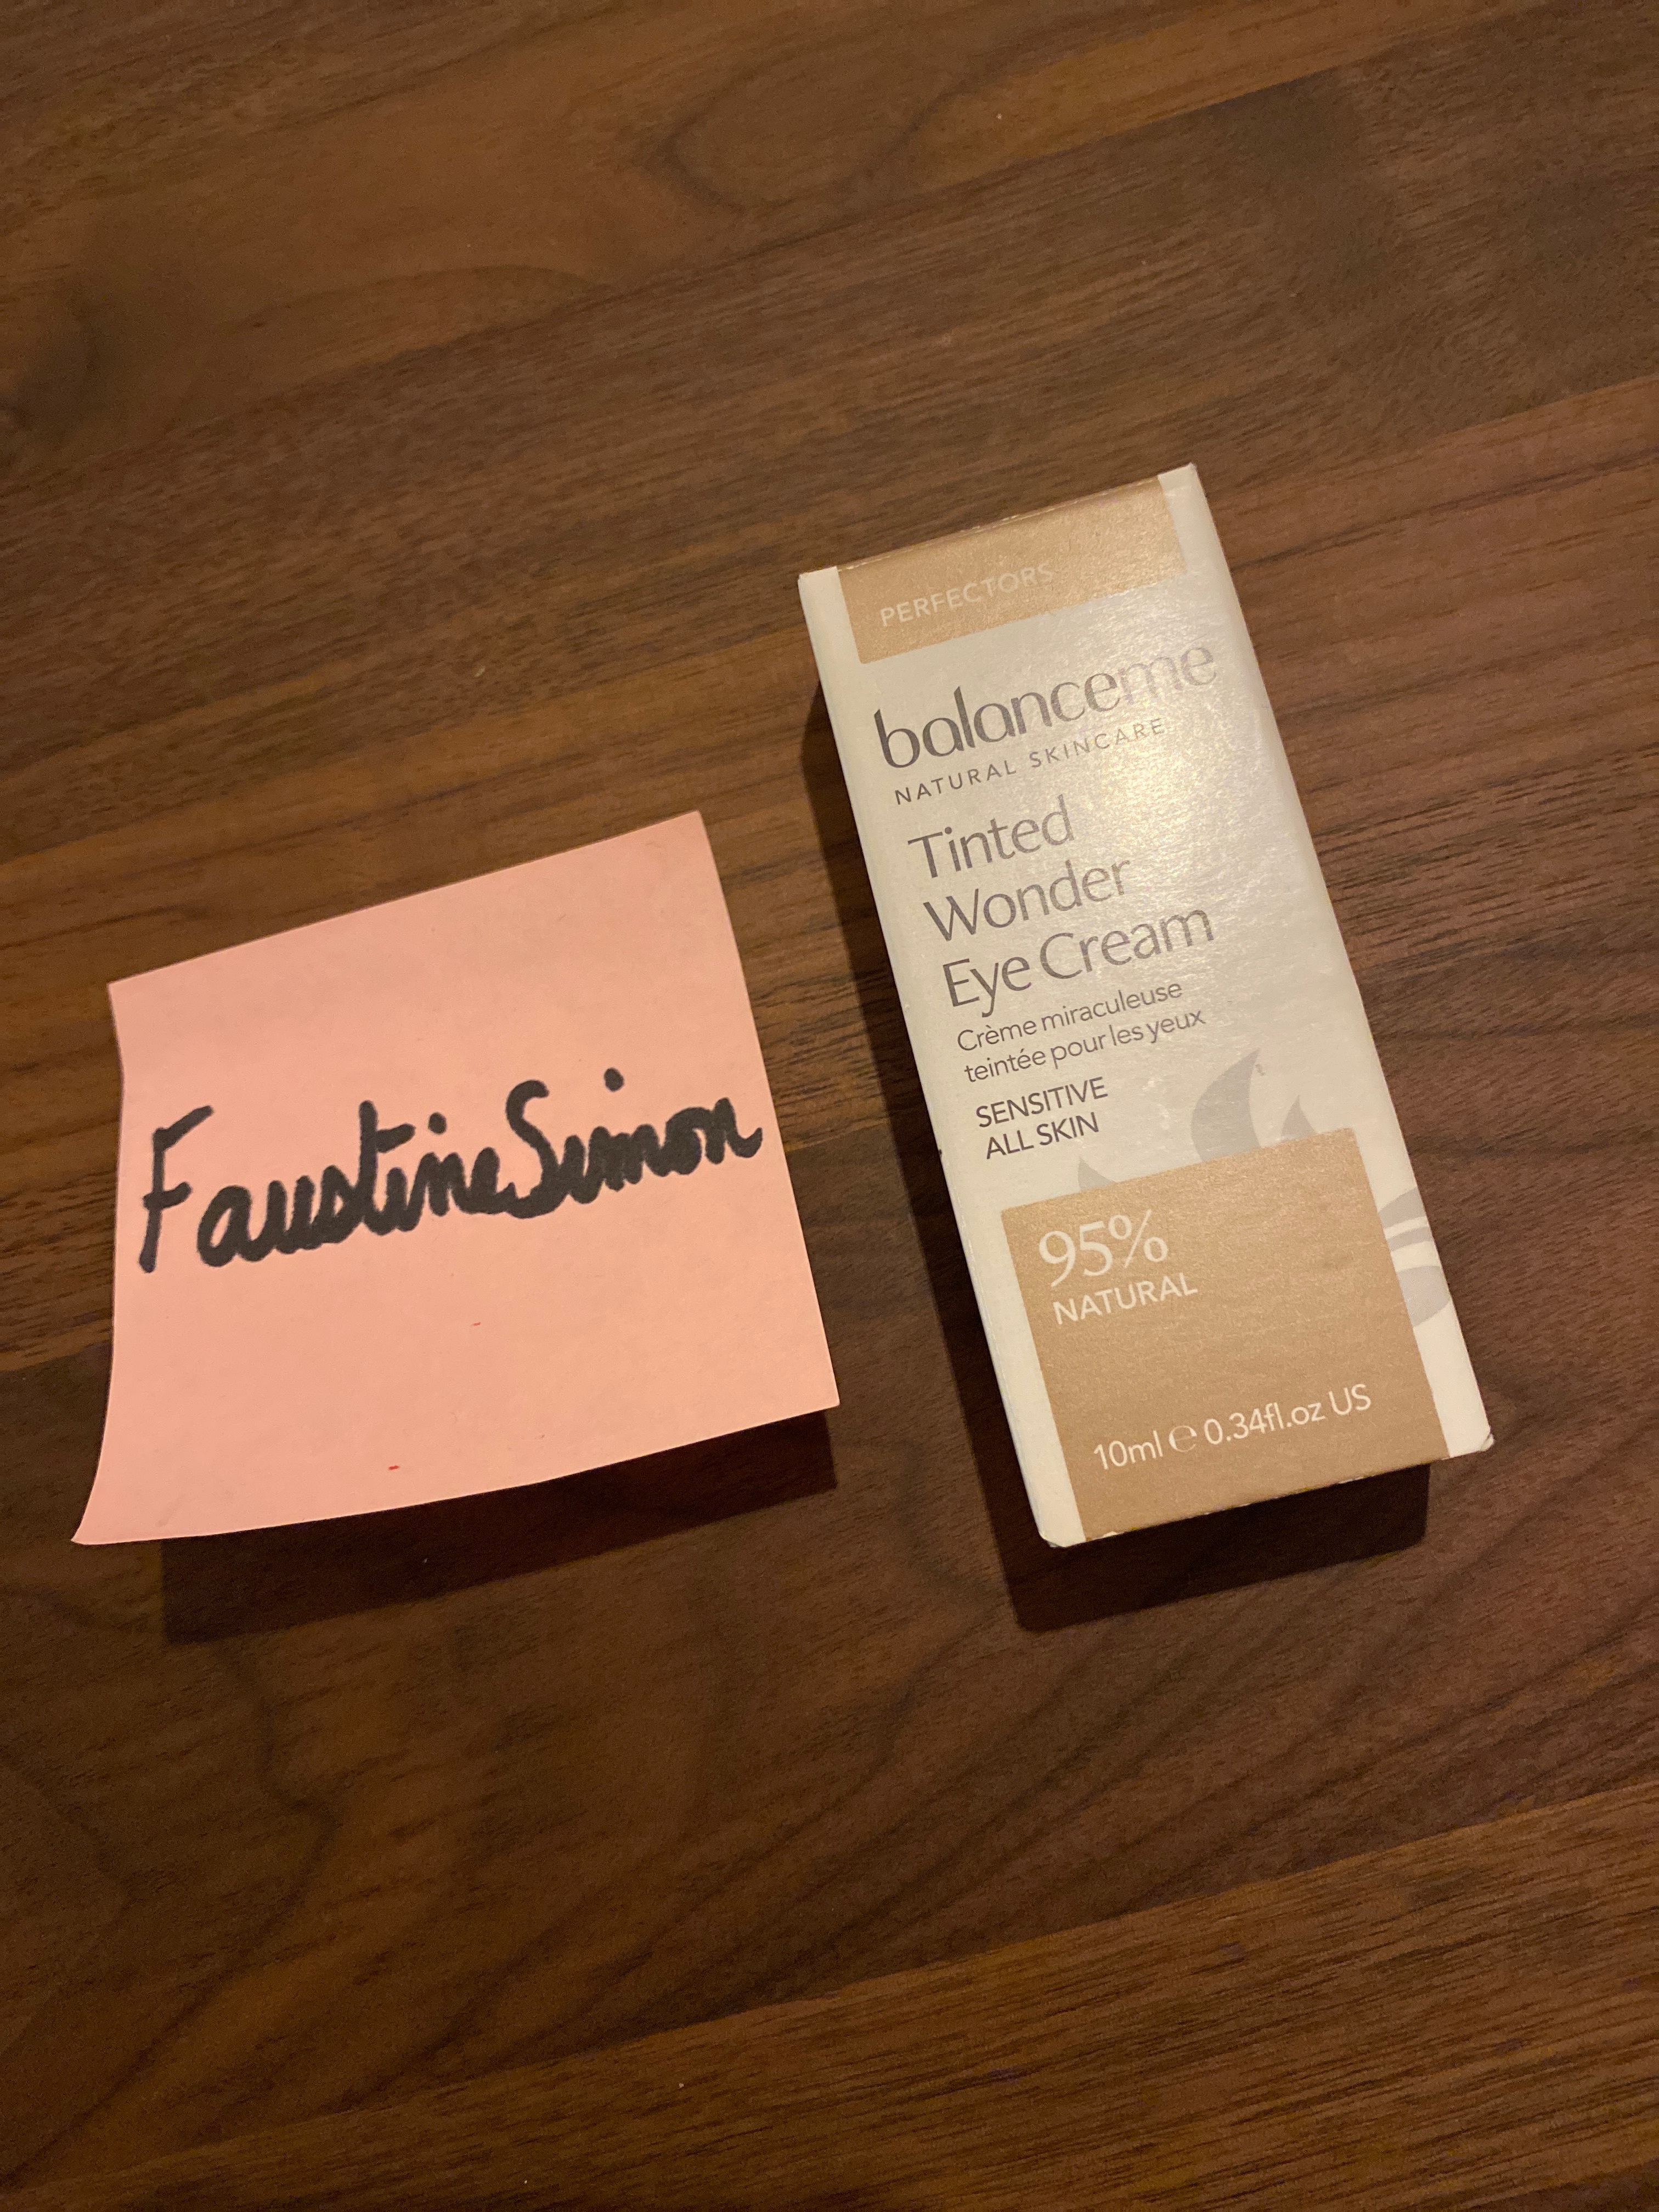 FaustineSimon
PERFECTORS
balanceme
NATURAL SKINCARE
Tinted
Wonder
Eye Cream
Crème miraculeuse
teintée pour les yeux
SENSITIVE
ALL SKIN
95%
NATURAL
10ml ℮ 0.34fl.oz US